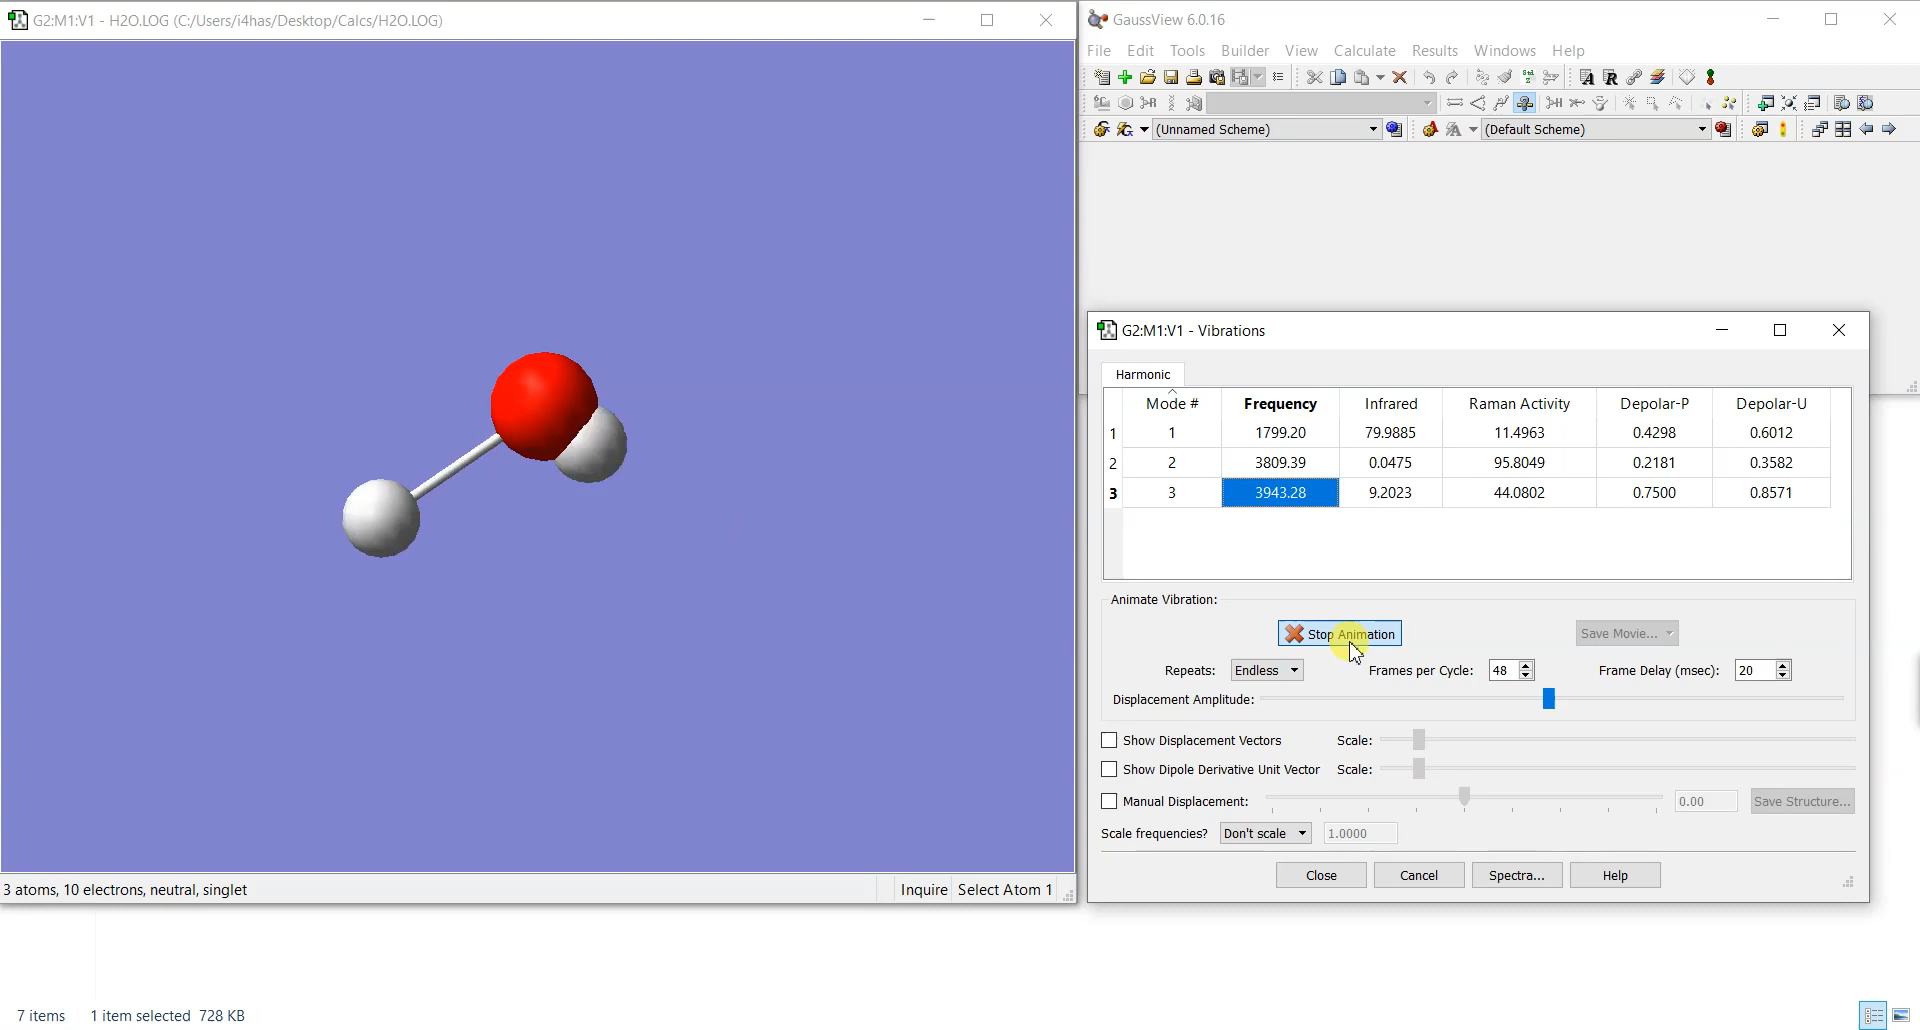 G2:M1:V1 - H2O.LOG (C:/Users/i4has/Desktop/Calcs/H2O.LOG)
3 atoms, 10 electrons, neutral, singlet
Inquire Select Atom 1
GaussView 6.0.16
File Edit Tools Builder View Calculate Results Windows Help
(Unnamed Scheme) (Default Scheme)
G2:M1:V1 - Vibrations
Harmonic
Mode # Frequency Infrared Raman Activity Depolar-P Depolar-U
1 1 1799.20 79.9885 11.4963 0.4298 0.6012
2 2 3809.39 0.0475 95.8049 0.2181 0.3582
3 3 3943.28 9.2023 44.0802 0.7500 0.8571
Animate Vibration:
Stop Animation Save Movie...
Repeats: Endless Frames per Cycle: 48 Frame Delay (msec): 20
Displacement Amplitude:
Show Displacement Vectors Scale:
Show Dipole Derivative Unit Vector Scale:
Manual Displacement: 0.00 Save Structure...
Scale frequencies? Don't scale 1.0000
Close Cancel Spectra... Help
7 items 1 item selected 728 KB